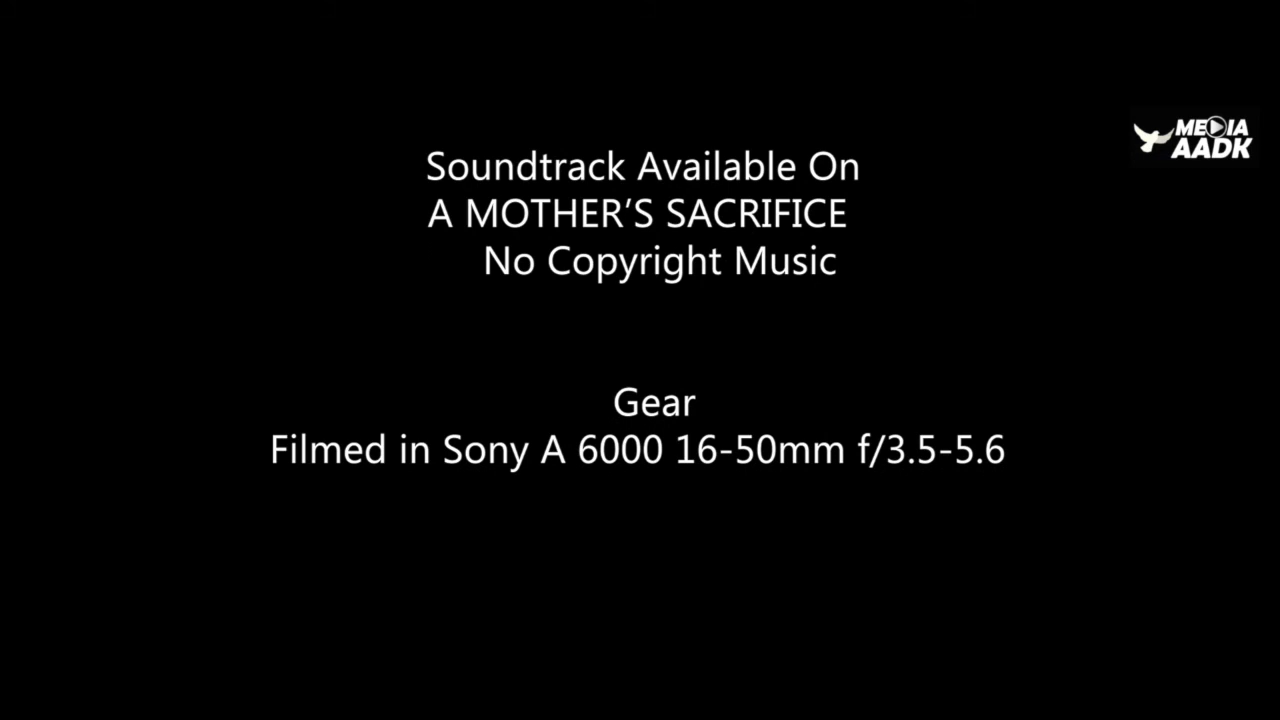 MEDIA
AADK
Soundtrack Available On
A MOTHER’S SACRIFICE
No Copyright Music
Gear
Filmed in Sony A 6000 16-50mm f/3.5-5.6